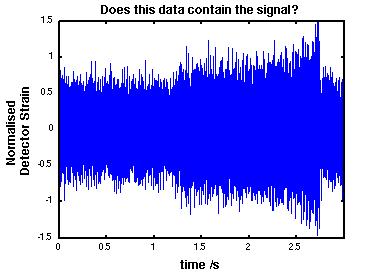 Does this data contain the signal?
1.5
1
0.5
0
-0.5
-1
-1.5
Normalised
Detector Strain
0 0.5 1 1.5 2 2.5
time /s